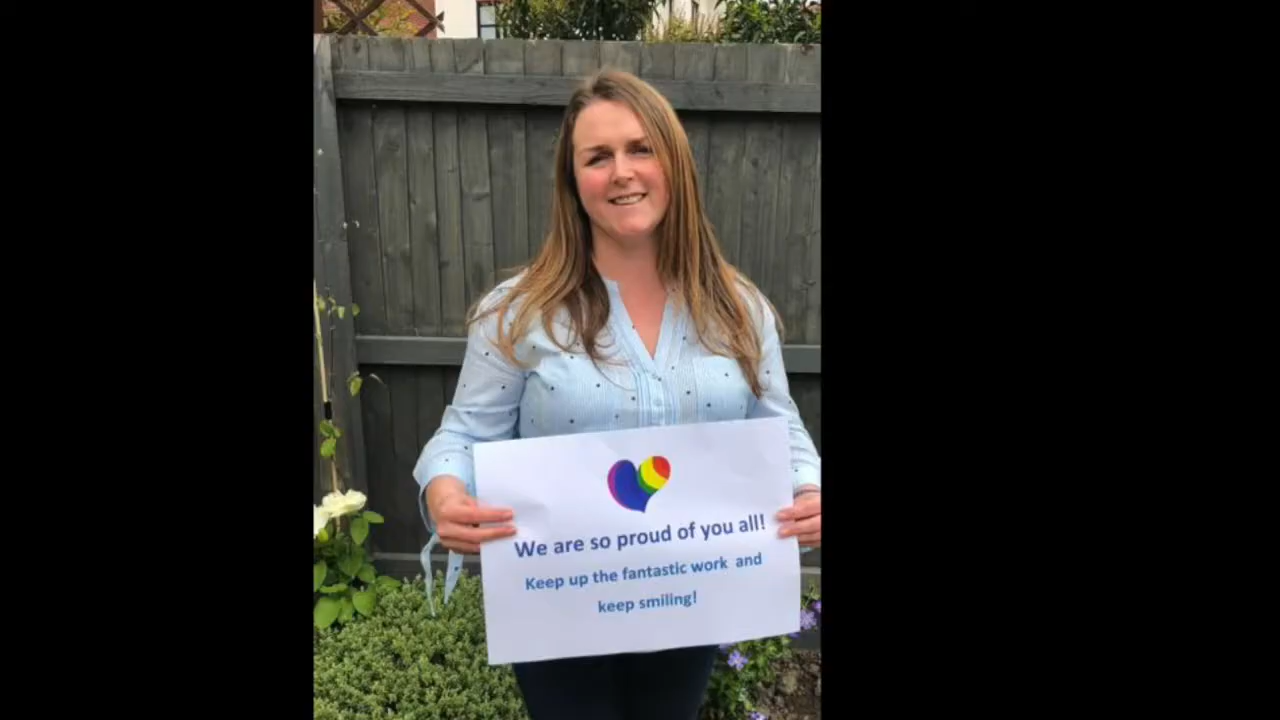 We are so proud of you all!
Keep up the fantastic work and
keep smiling!